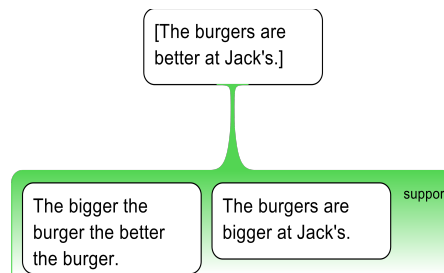 [The burgers are
better at Jack's.]
The bigger the
burger the better
the burger.
The burgers are
bigger at Jack's.
suppor